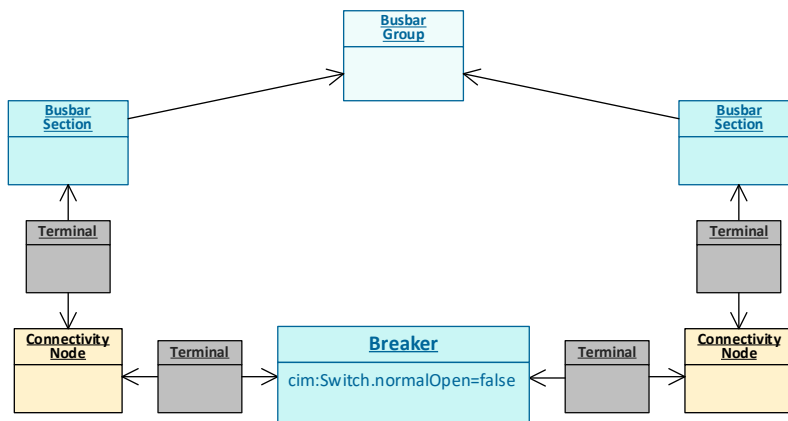 Busbar
Group
Busbar
Section
Busbar
Section
Terminal
Terminal
Connectivity
Node
Terminal
Breaker
cim:Switch.normalOpen=false
Terminal
Connectivity
Node